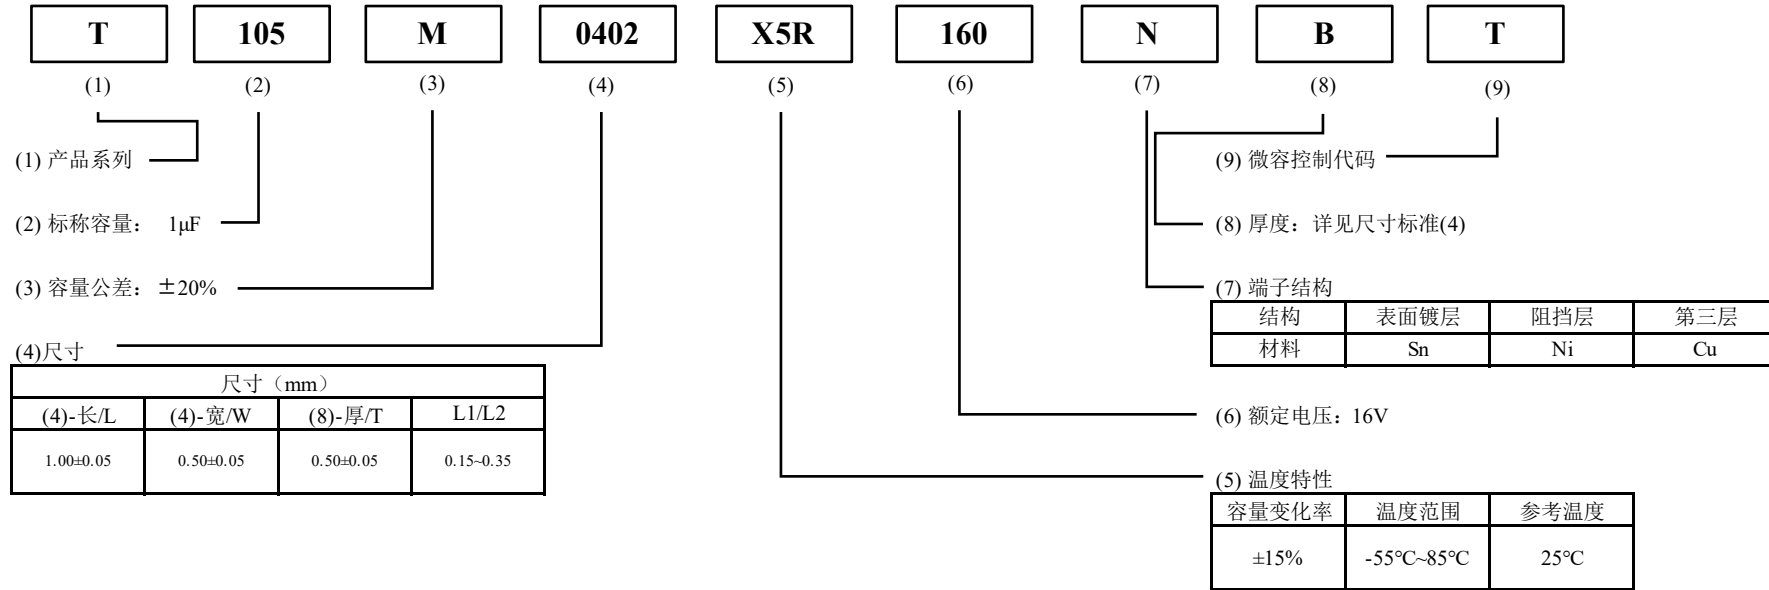 T 105 M 0402 X5R 160 N B T
(1) (2) (3) (4) (5) (6) (7) (8) (9)
(1) 产品系列
(2) 标称容量： 1μF
(3) 容量公差：±20%
(4)尺寸
尺寸（mm）
(4)-长/L (4)-宽/W (8)-厚/T L1/L2
1.00±0.05 0.50±0.05 0.50±0.05 0.15~0.35
(9) 微容控制代码
(8) 厚度：详见尺寸标准(4)
(7) 端子结构
结构 表面镀层 阻挡层 第三层
材料 Sn Ni Cu
(6) 额定电压：16V
(5) 温度特性
容量变化率 温度范围 参考温度
±15% -55℃~85℃ 25℃